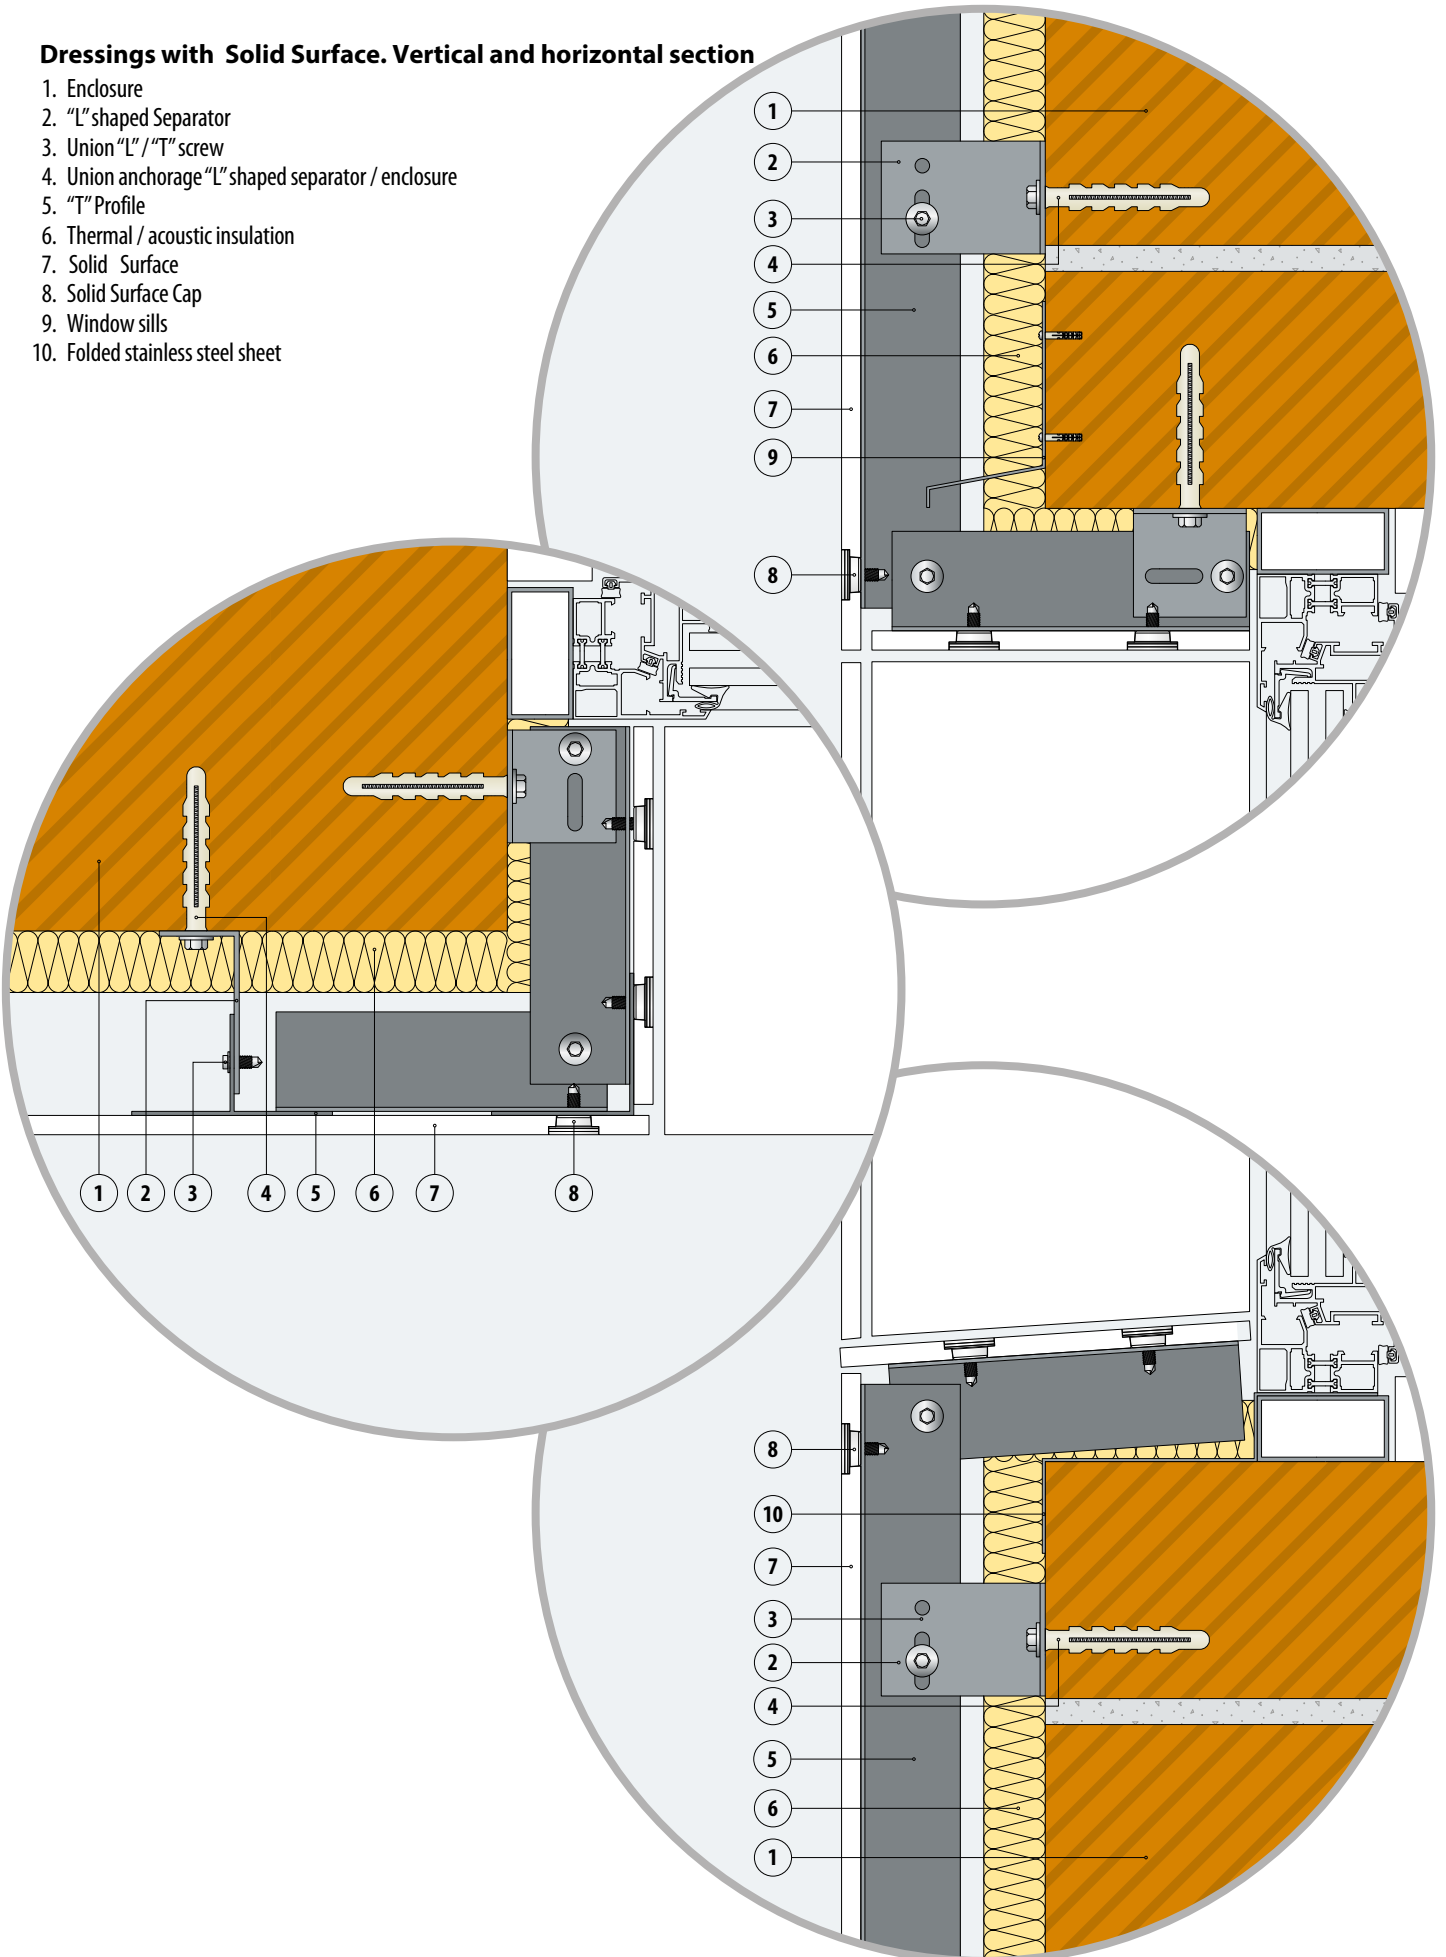 Dressings with Solid Surface. Vertical and horizontal section
1. Enclosure
2. “L” shaped Separator
3. Union “L” / “T” screw
4. Union anchorage “L” shaped separator / enclosure
5. “T” Profile
6. Thermal / acoustic insulation
7. Solid Surface
8. Solid Surface Cap
9. Window sills
10. Folded stainless steel sheet
1
2
3
4
5
6
7
9
8
1 2 3 4 5 6 7 8
8
10
7
3
2
4
5
6
1